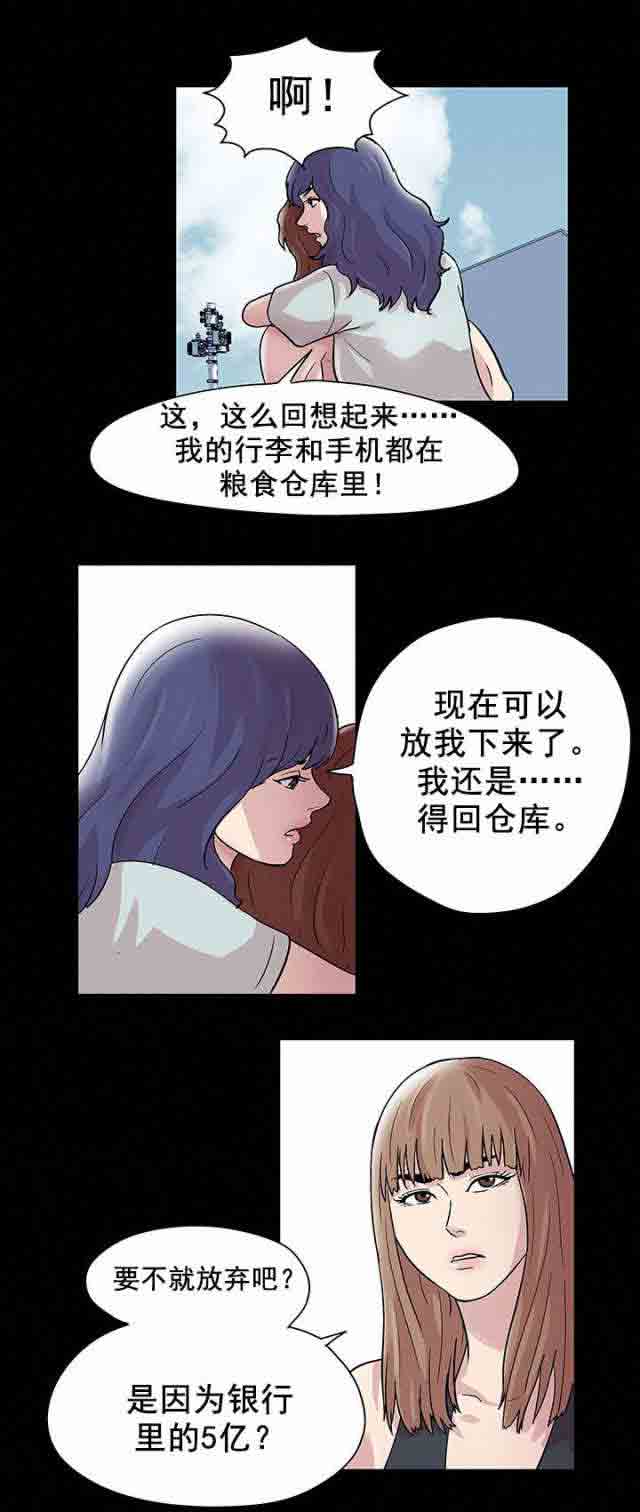 啊！
这，这么回想起来……
我的行李和手机都在
粮食仓库里！
现在可以
放我下来了。
我还是……
得回仓库。
要不就放弃吧？
是因为银行
里的5亿？